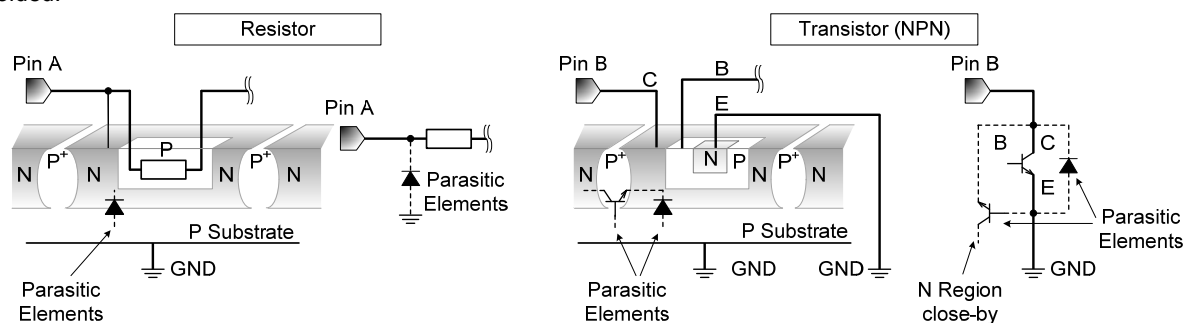 Resistor
Transistor (NPN)
Pin A
Pin A
N
P+
N
P
N
P+
N
Parasitic
Elements
P Substrate
GND
Parasitic
Elements
Pin B
C
B
E
N
P+
N
N
P
N
P+
N
P Substrate
GND
GND
Parasitic
Elements
Pin B
B
C
E
Parasitic
Elements
GND
N Region
close-by